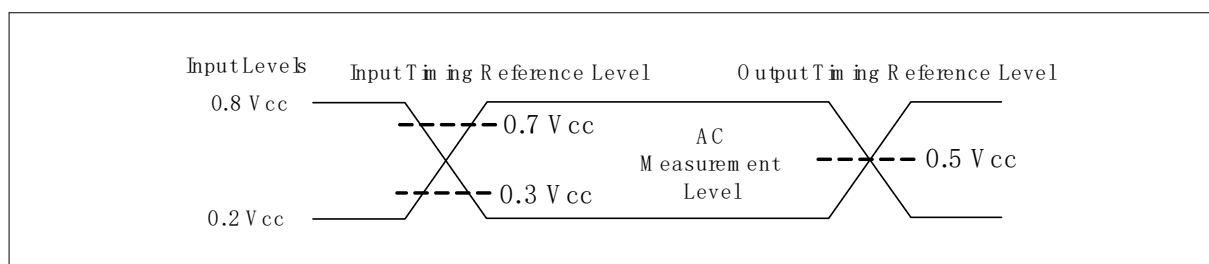 Input Levels
Input Timing Reference Level
Output Timing Reference Level
0.8 Vcc
0.7 Vcc
0.3 Vcc
0.2 Vcc
AC
Measurement
Level
0.5 Vcc